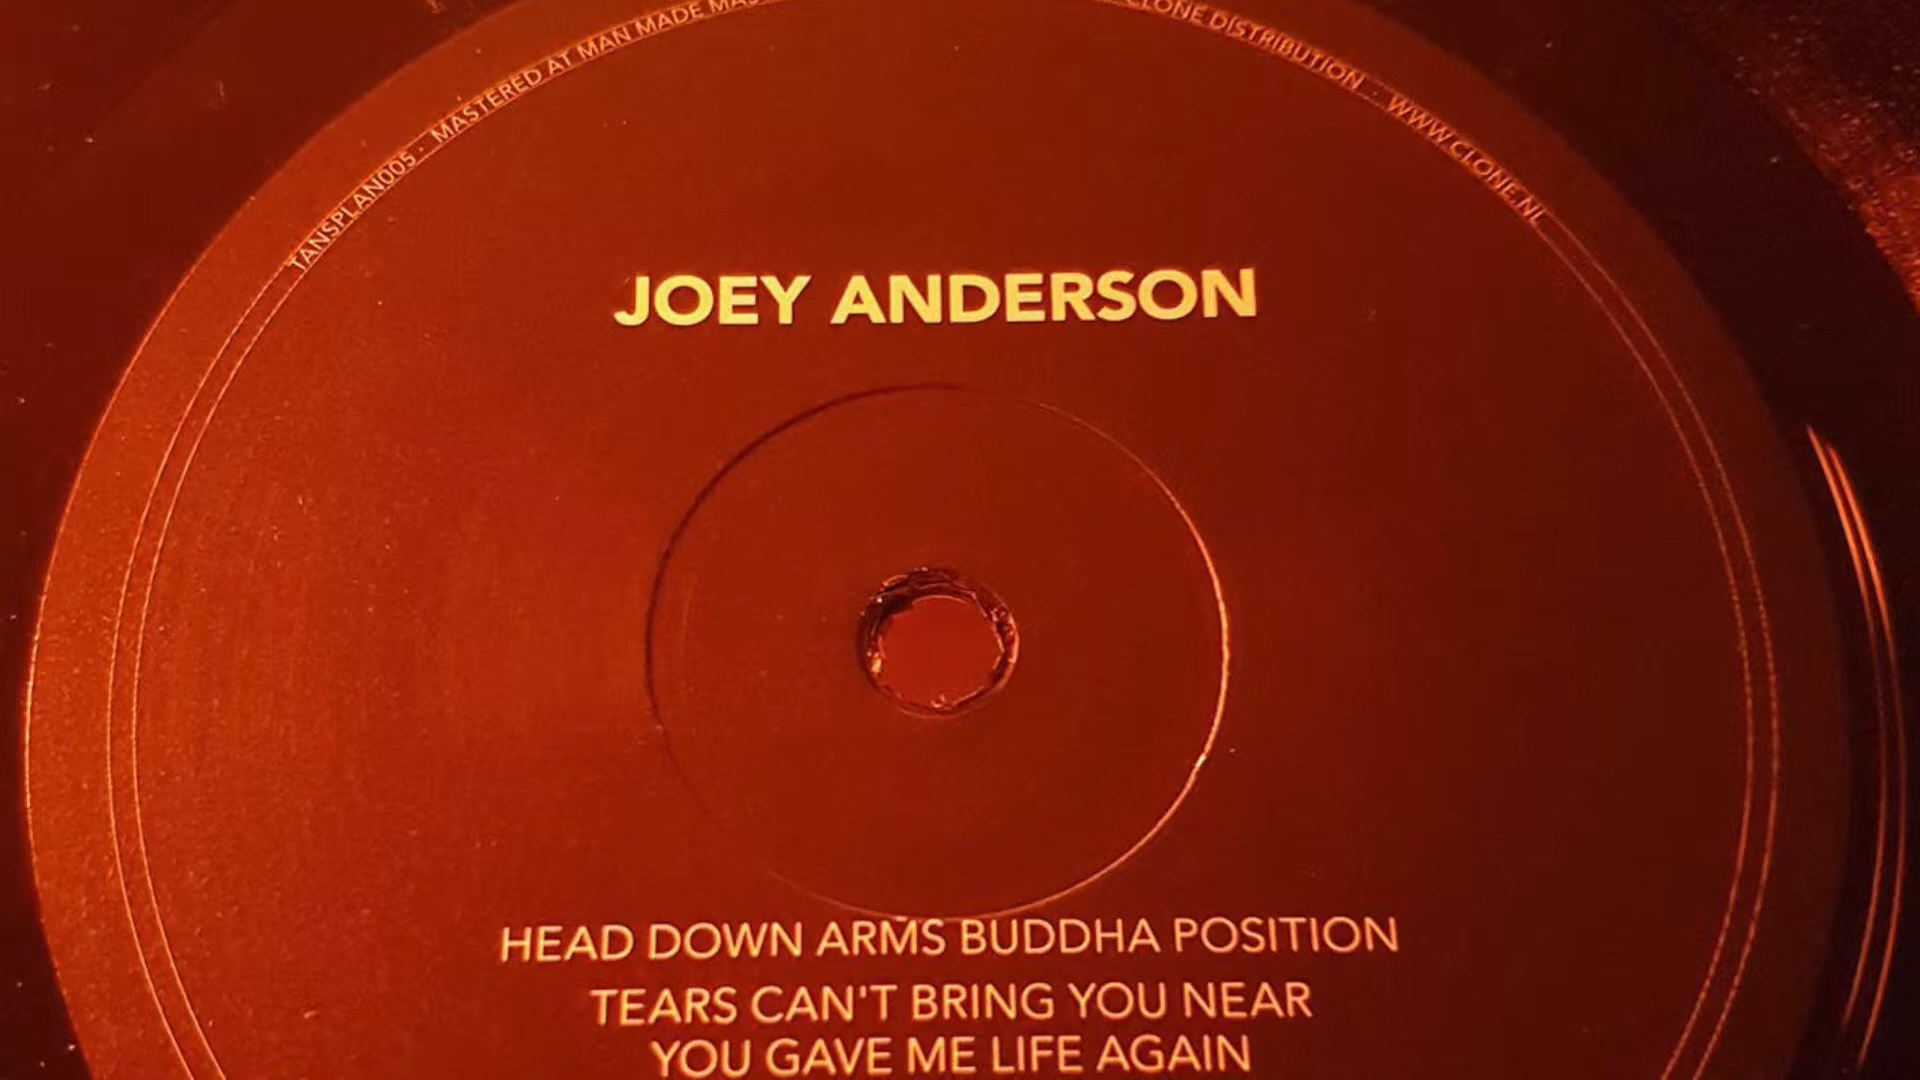 TANSPLAN005 · MASTERED AT MAN MADE
CLONE DISTRIBUTION · WWW.CLONE.NL
JOEY ANDERSON
HEAD DOWN ARMS BUDDHA POSITION
TEARS CAN'T BRING YOU NEAR
YOU GAVE ME LIFE AGAIN